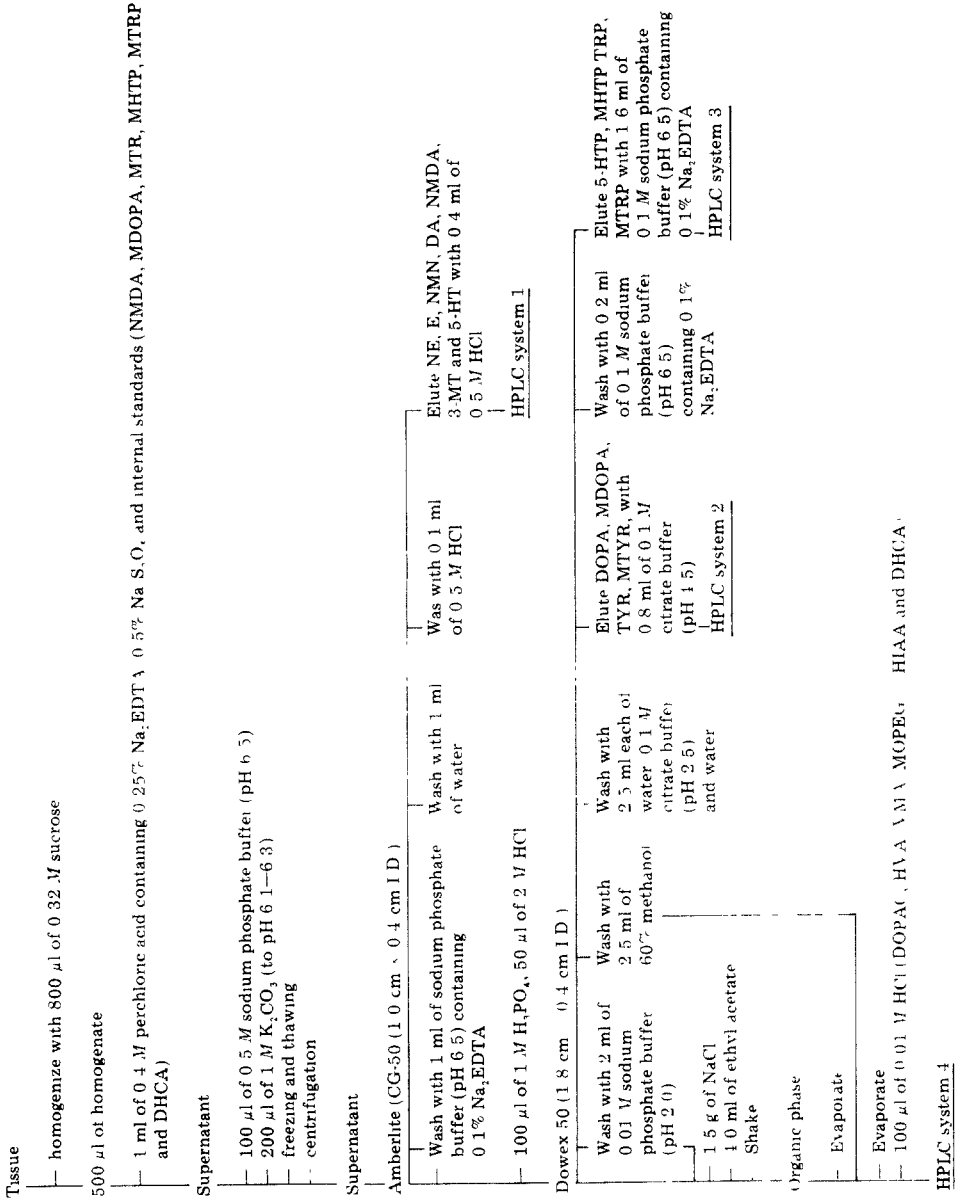 Tissue
homogenize with 800 µl of 0 32 M sucrose
500 µl of homogenate
1 ml of 0 4 M perchloric acid containing 0 25% Na2EDTA 0 5% Na S2O and internal standards (NMDA, MDOPA, MTR, MHTP, MTRP
and DHCA)
Supernatant
100 µl of 0 5 M sodium phosphate buffer (pH 6 5)
200 µl of 1 M K2CO3 (to pH 6 1–6 3)
freezing and thawing
centrifugation
Supernatant
Amberlite (CG-50 (1 0 cm × 0 4 cm I D )
Wash with 1 ml of sodium phosphate
buffer (pH 6 5) containing
0 1% Na2EDTA
Wash with 1 ml
of water
Was with 0 1 ml
of 0 5 M HCl
Elute NE, E, NMN, DA, NMDA,
3-MT and 5-HT with 0 4 ml of
0 5 M HCl
HPLC system 1
100 µl of 1 M H3PO4, 50 µl of 2 M HCl
Dowex 50 (1 8 cm 0 4 cm I D )
Wash with 2 ml of
0 01 M sodium
phosphate buffer
(pH 2 0)
Wash with
2 5 ml of
60% methanol
Wash with
2 5 ml each of
water 0 1 M
citrate buffer
(pH 2 5)
and water
Elute DOPA, MDOPA,
TYR, MTYR, with
0 8 ml of 0 1 M
citrate buffer
(pH 4 5)
HPLC system 2
Wash with 0 2 ml
of 0 1 M sodium
phosphate buffer
(pH 6 5)
containing 0 1%
Na2EDTA
Elute 5-HTP, MHTP TRP,
MTRP with 1 6 ml of
0 1 M sodium phosphate
buffer (pH 6 5) containing
0 1% Na2EDTA
HPLC system 3
1 5 g of NaCl
1 0 ml of ethyl acetate
Shake
Organic phase
Evaporate
Evaporate
100 µl of 0 01 M HCl (DOPAC, HVA VMA MOPEG HIAA and DHCA)
HPLC system 4